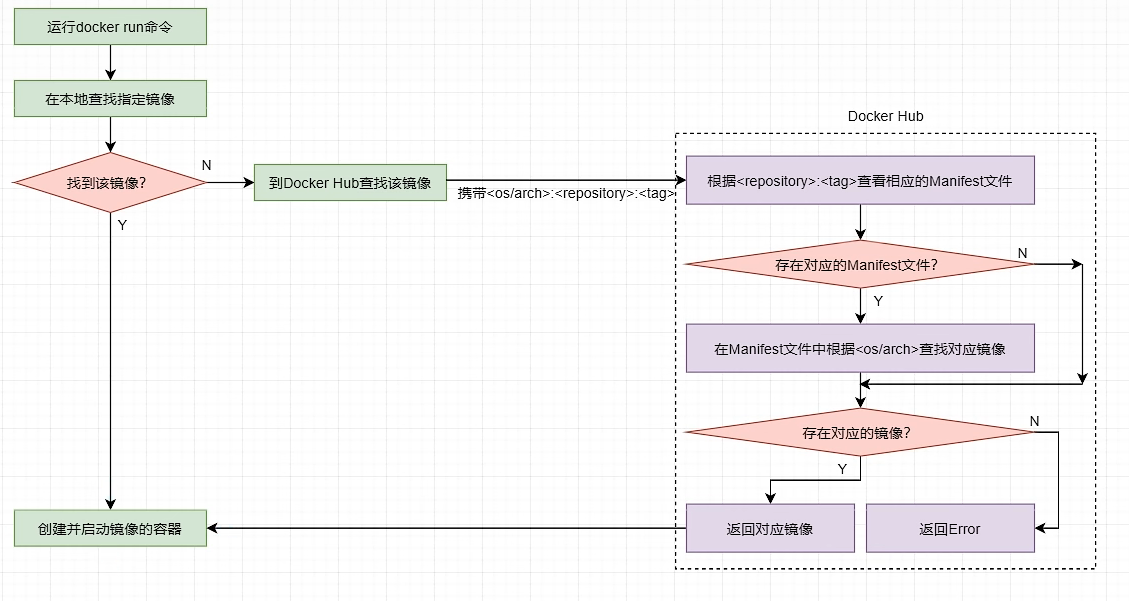 运行docker run命令
在本地查找指定镜像
找到该镜像?
N
Y
到Docker Hub查找该镜像
携带<os/arch>:<repository>:<tag>
Docker Hub
根据<repository>:<tag>查看相应的Manifest文件
存在对应的Manifest文件?
N
Y
在Manifest文件中根据<os/arch>查找对应镜像
存在对应的镜像?
N
Y
返回对应镜像
返回Error
创建并启动镜像的容器